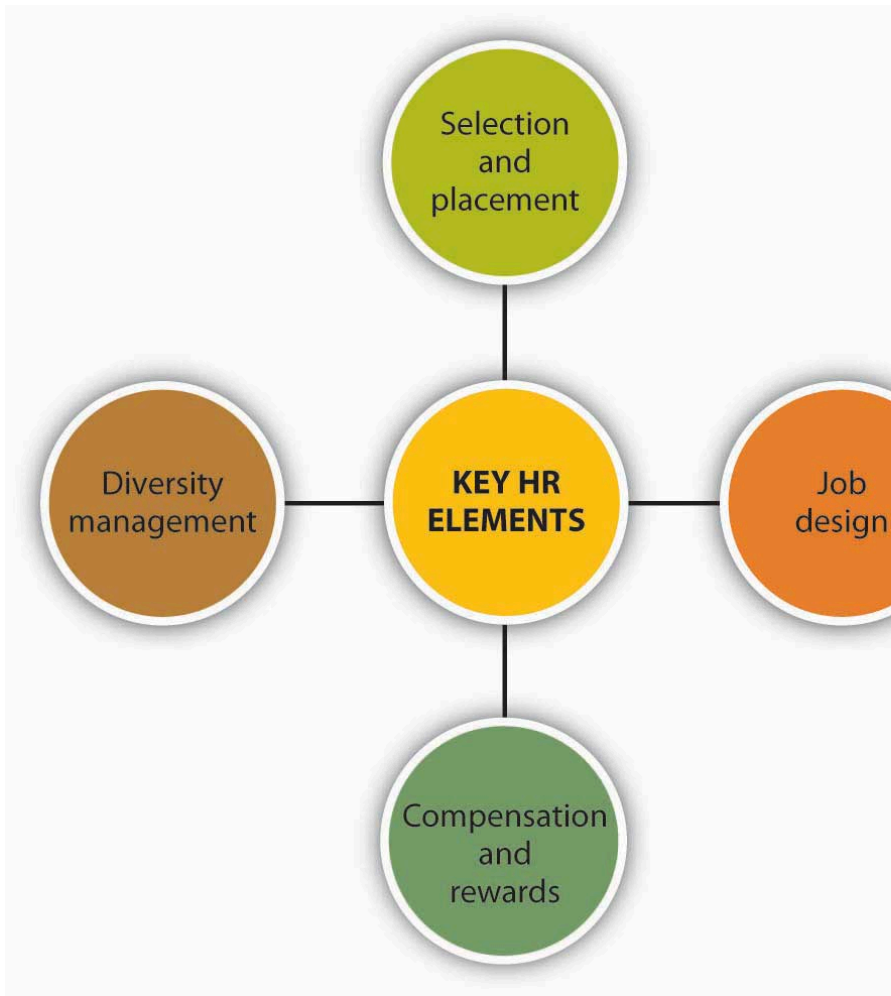 Selection
and
placement
Diversity
management
KEY HR
ELEMENTS
Job
design
Compensation
and
rewards